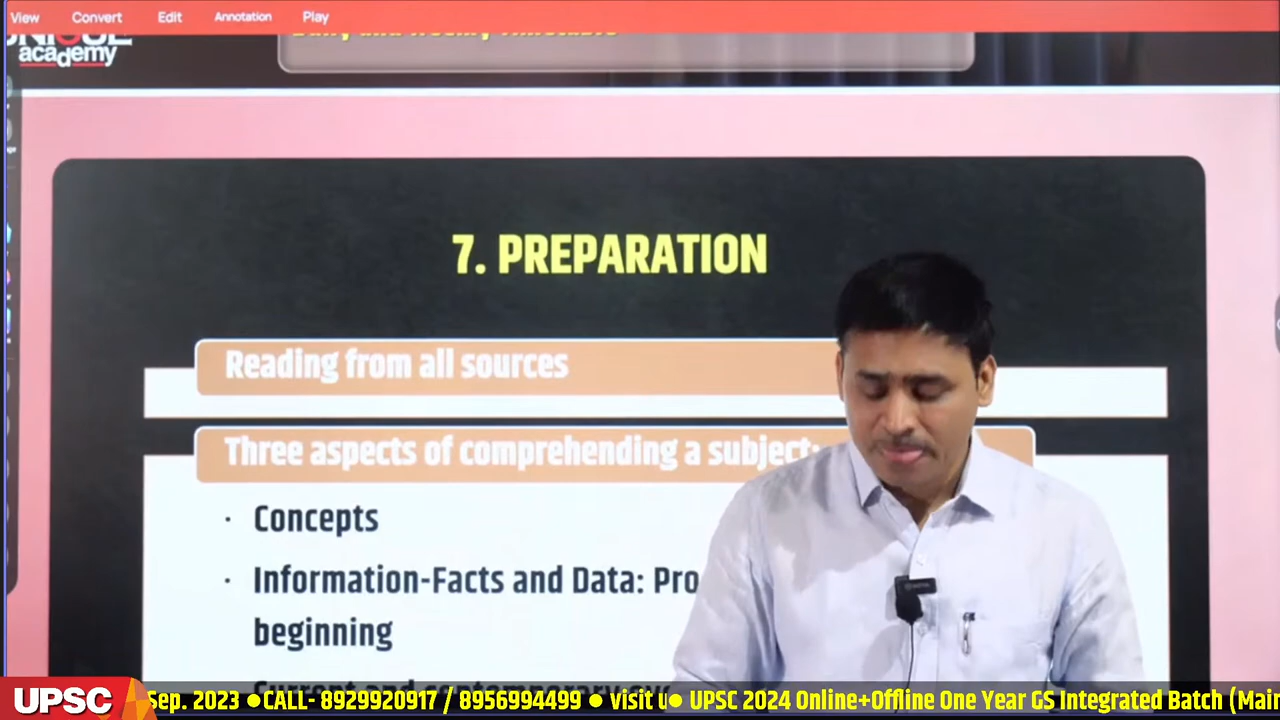 View Convert Edit Annotation Play
academy
7. PREPARATION
Reading from all sources
Three aspects of comprehending a subject:
· Concepts
· Information-Facts and Data: Pro
beginning
UPSC Sep. 2023 ●CALL- 8929920917 / 8956994499 ● visit u● UPSC 2024 Online+Offline One Year GS Integrated Batch (Main